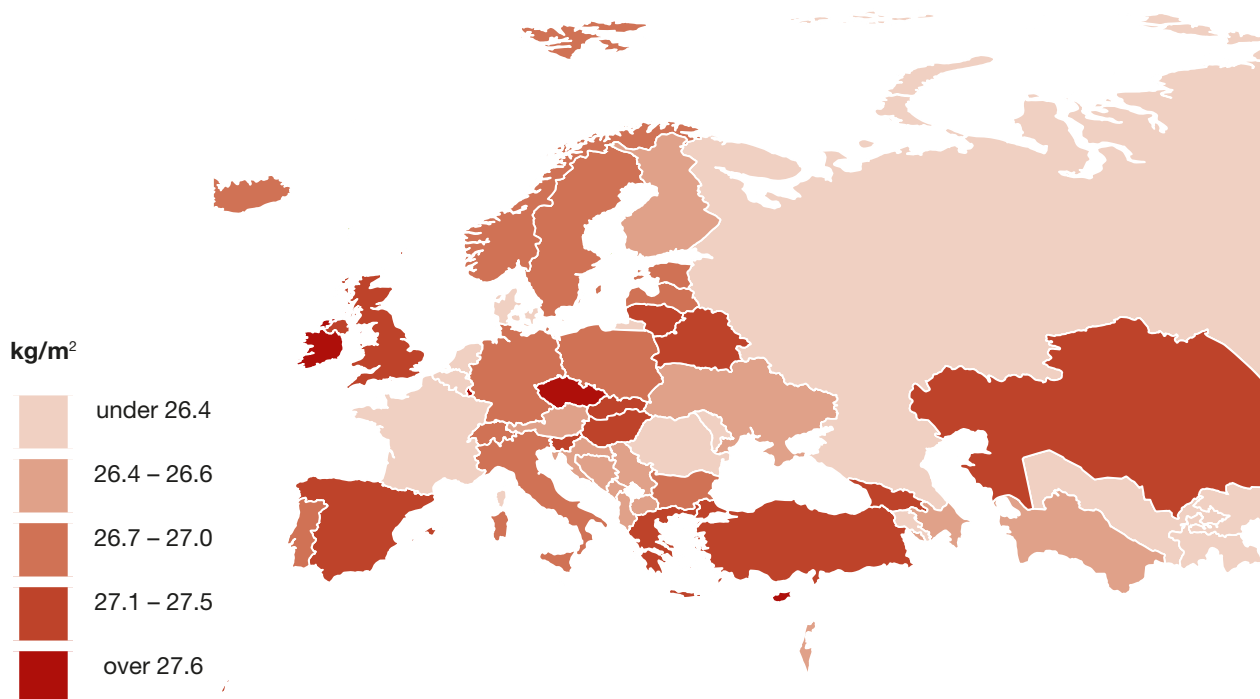 kg/m²
under 26.4
26.4 – 26.6
26.7 – 27.0
27.1 – 27.5
over 27.6